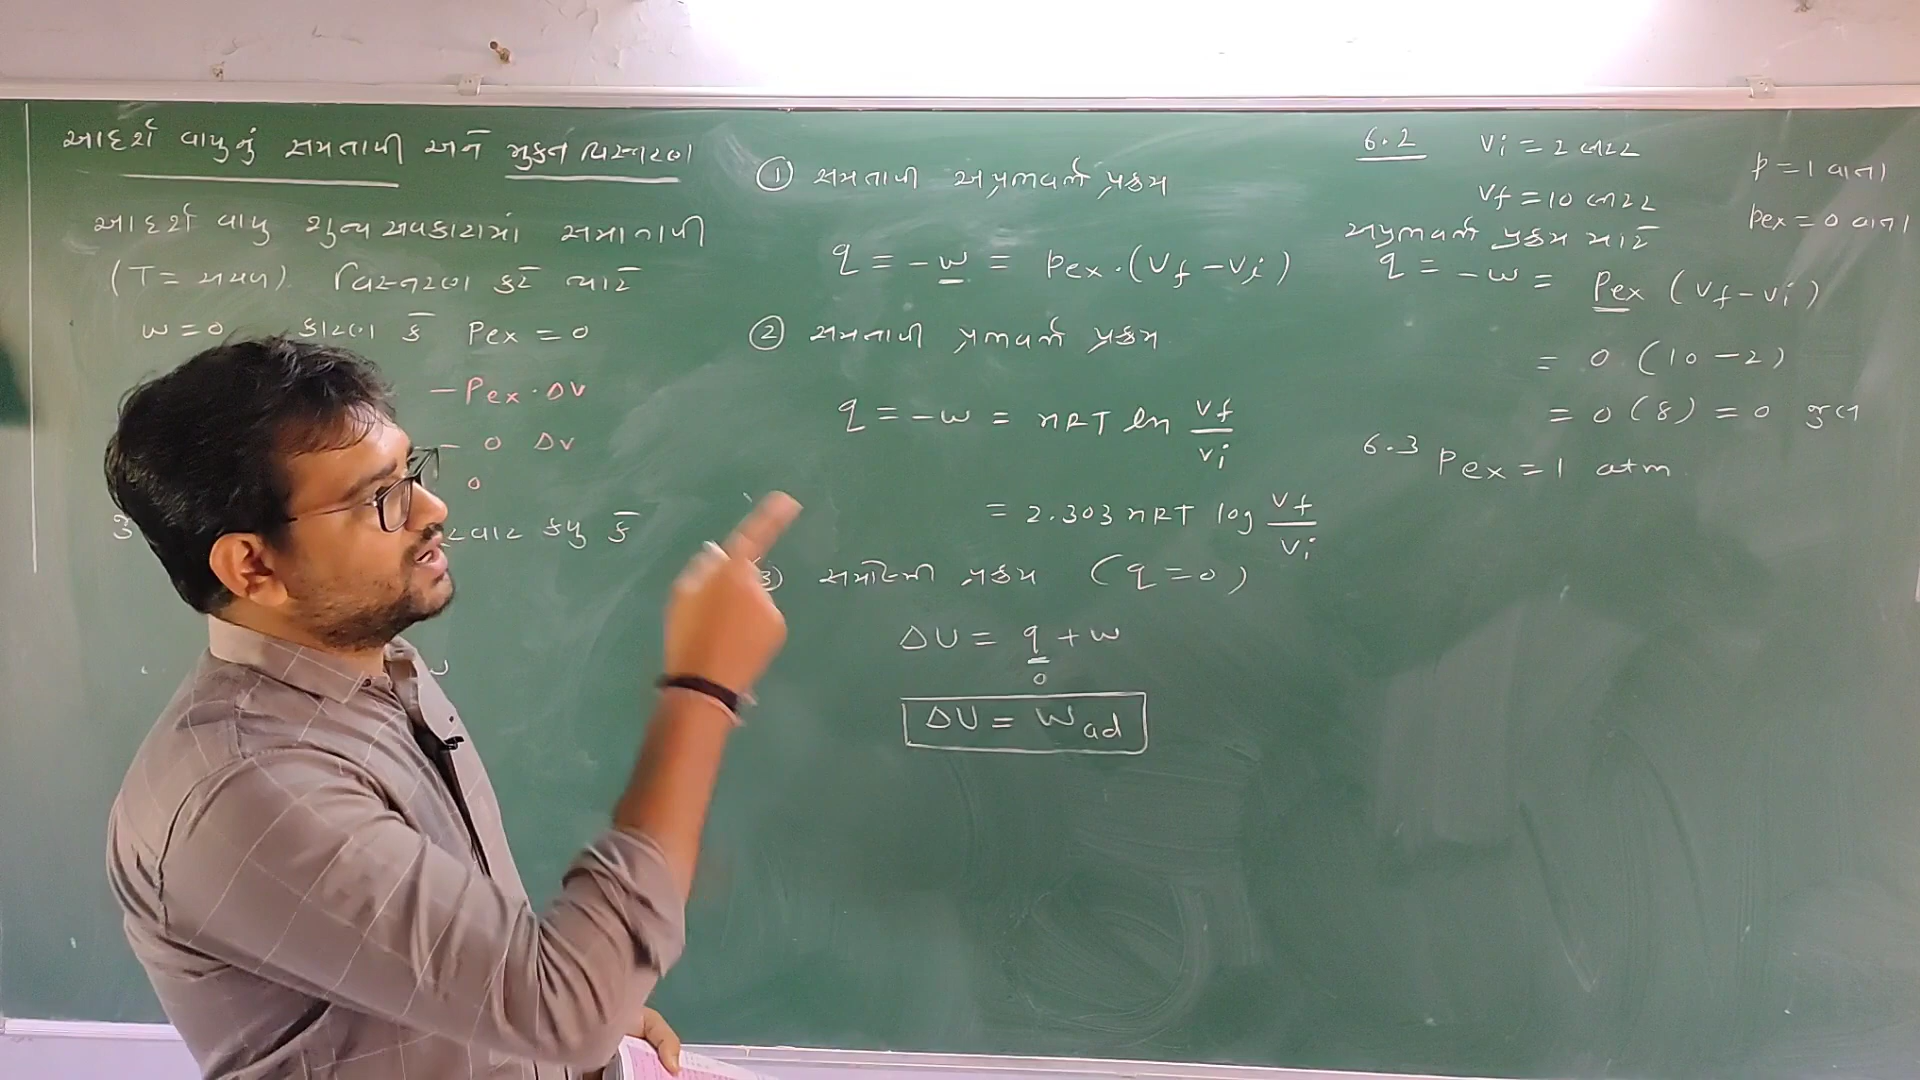 આદર્શ વાયુનું સમતાપી અને મુક્ત વિસ્તરણ
આદર્શ વાયુ શુન્યાવકાશમાં સમતાપી
(T = અચળ) વિસ્તરણ કરે ત્યારે
w = 0 કારણ કે Pex = 0
- Pex · ΔV
- 0 ΔV
0
કર્યુ કે
① સમતાપી અપ્રતિવર્તી પ્રક્રમ
q = -w = Pex · (Vf - Vi)
② સમતાપી પ્રતિવર્તી પ્રક્રમ
q = -w = nRT ln Vf/Vi
= 2.303 nRT log Vf/Vi
③ સમોષ્મી પ્રક્રમ (q = 0)
ΔU = q + w
0
ΔU = Wad
6.2 Vi = 2 લિટર
Vf = 10 લિટર
P = 1 વાતા
Pex = 0 વાતા
અપ્રતિવર્તી પ્રક્રમ માટે
q = -w = Pex (Vf - Vi)
= 0 (10 - 2)
= 0 (8) = 0 જુલ
6.3 Pex = 1 atm